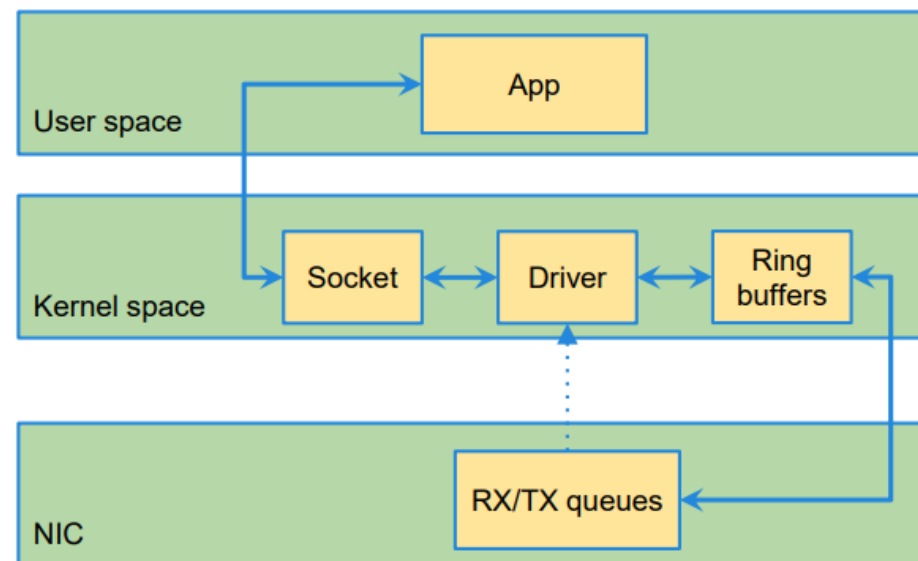 App
User space
Socket
Driver
Ring
buffers
Kernel space
RX/TX queues
NIC